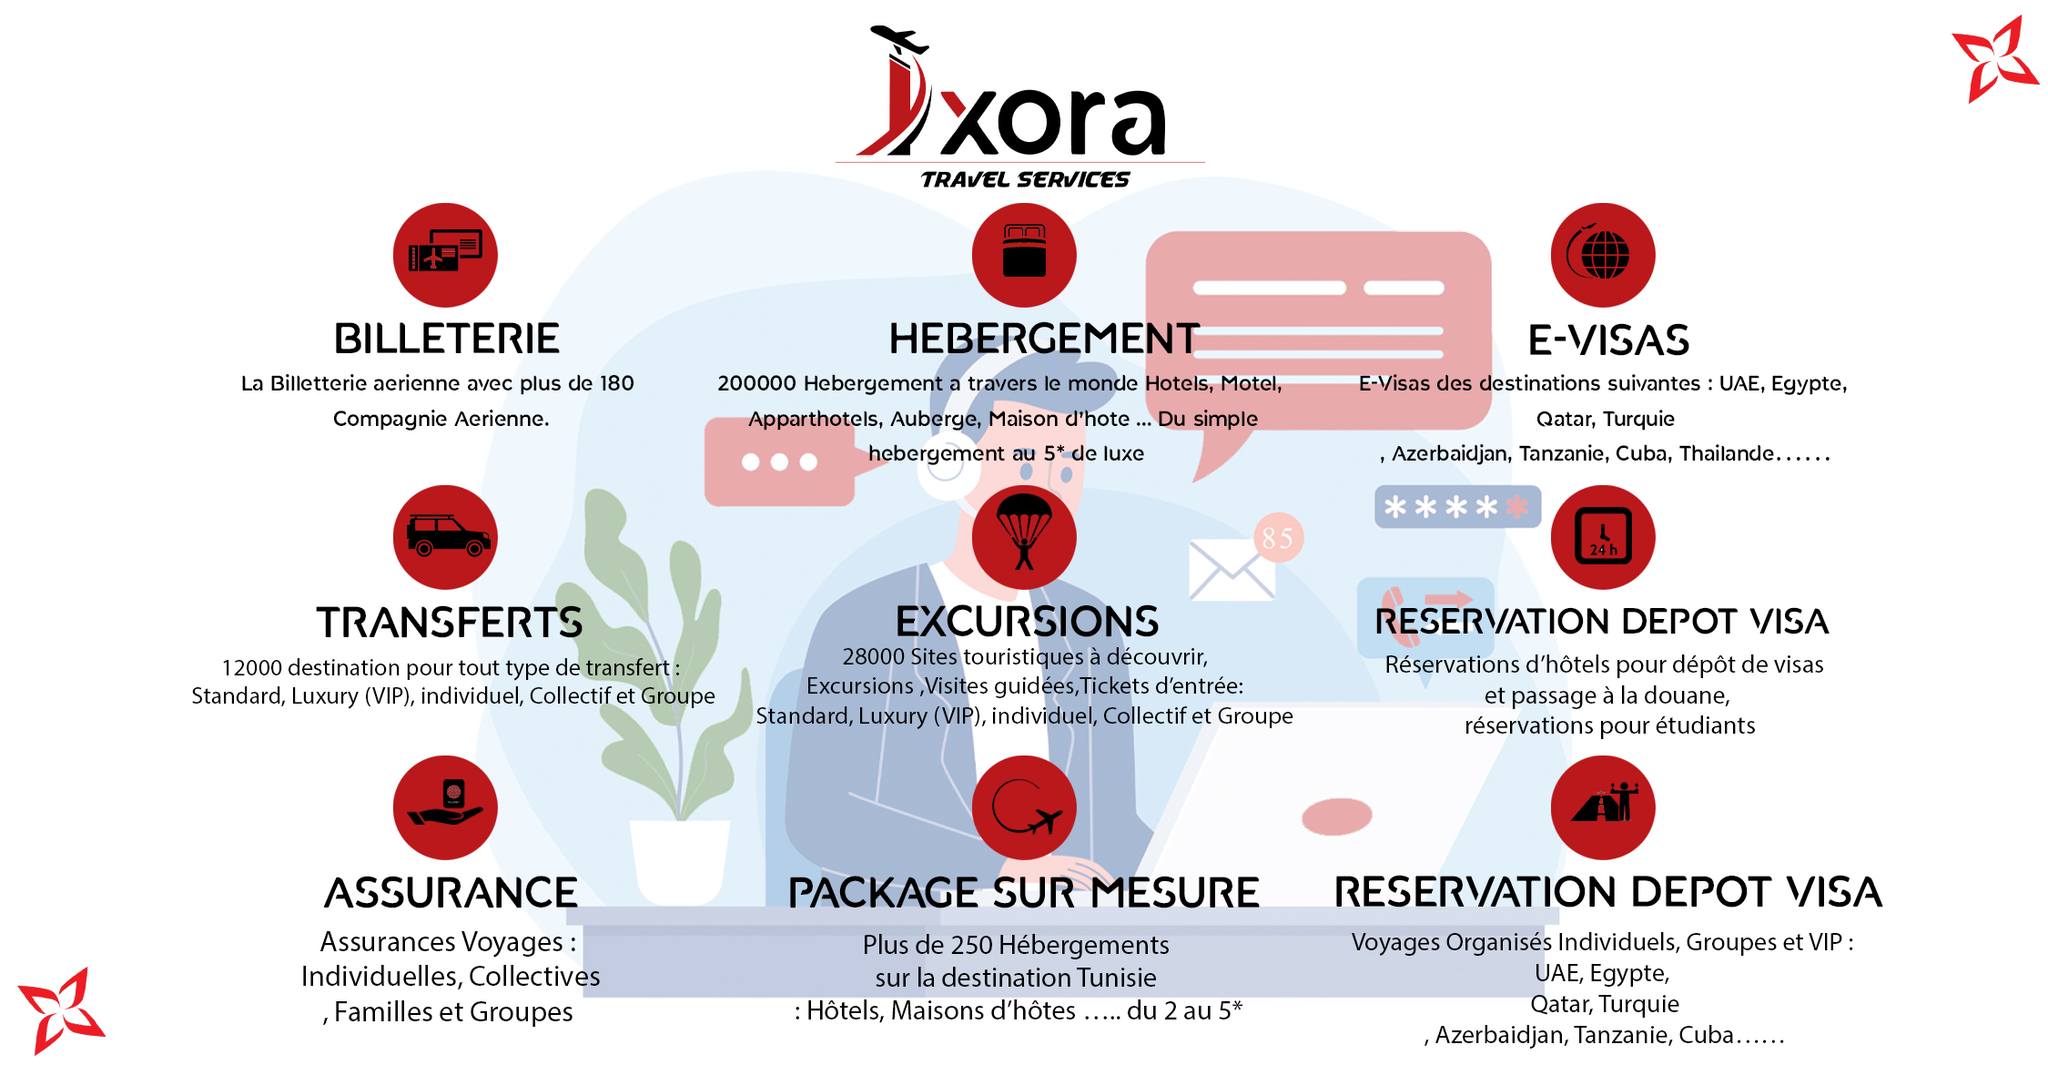 Ixora
TRAVEL SERVICES
BILLETERIE
La Billetterie aerienne avec plus de 180
Compagnie Aerienne.
HEBERGEMENT
200000 Hebergement a travers le monde Hotels, Motel,
Apparthotels, Auberge, Maison d'hote ... Du simple
hebergement au 5* de luxe
E-VISAS
E-Visas des destinations suivantes : UAE, Egypte,
Qatar, Turquie
, Azerbaidjan, Tanzanie, Cuba, Thailande......
TRANSFERTS
12000 destination pour tout type de transfert :
Standard, Luxury (VIP), individuel, Collectif et Groupe
EXCURSIONS
28000 Sites touristiques à découvrir,
Excursions ,Visites guidées,Tickets d'entrée:
Standard, Luxury (VIP), individuel, Collectif et Groupe
85
*****
24 h
RESERVATION DEPOT VISA
Réservations d'hôtels pour dépôt de visas
et passage à la douane,
réservations pour étudiants
ASSURANCE
Assurances Voyages :
Individuelles, Collectives
, Familles et Groupes
PACKAGE SUR MESURE
Plus de 250 Hébergements
sur la destination Tunisie
: Hôtels, Maisons d'hôtes ..... du 2 au 5*
RESERVATION DEPOT VISA
Voyages Organisés Individuels, Groupes et VIP :
UAE, Egypte,
Qatar, Turquie
, Azerbaidjan, Tanzanie, Cuba......